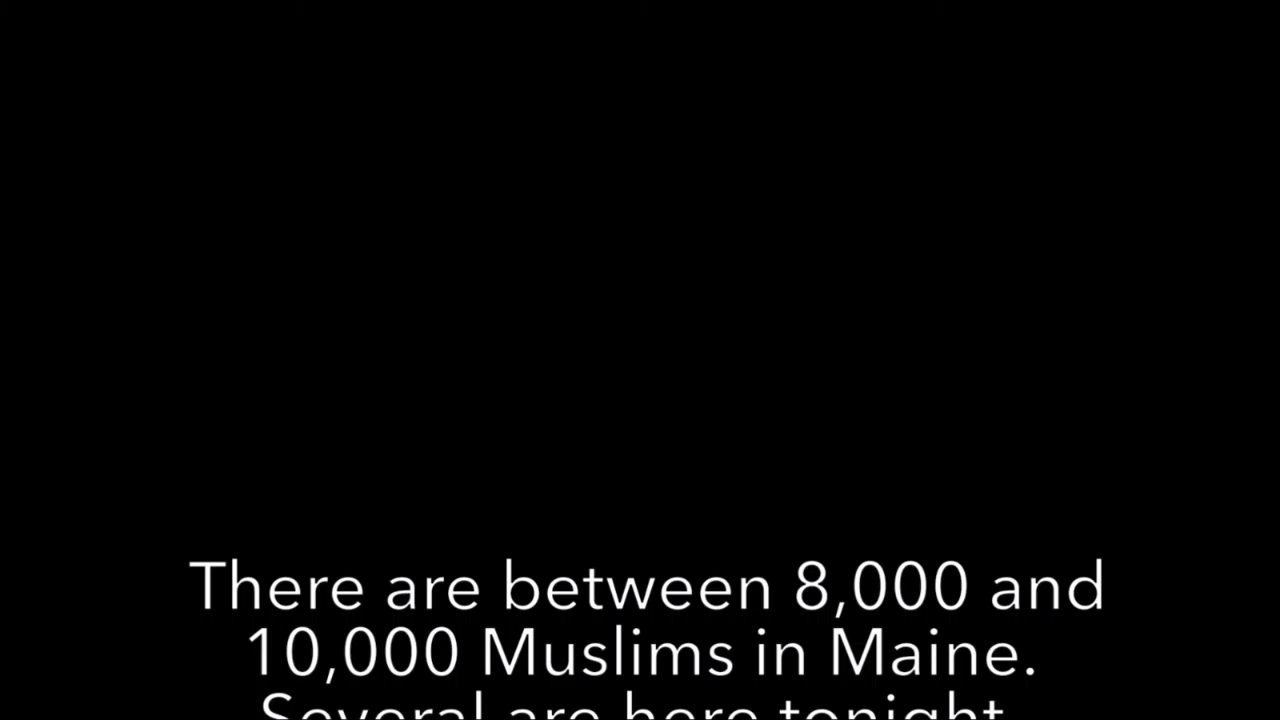 There are between 8,000 and
10,000 Muslims in Maine.
Several are here tonight